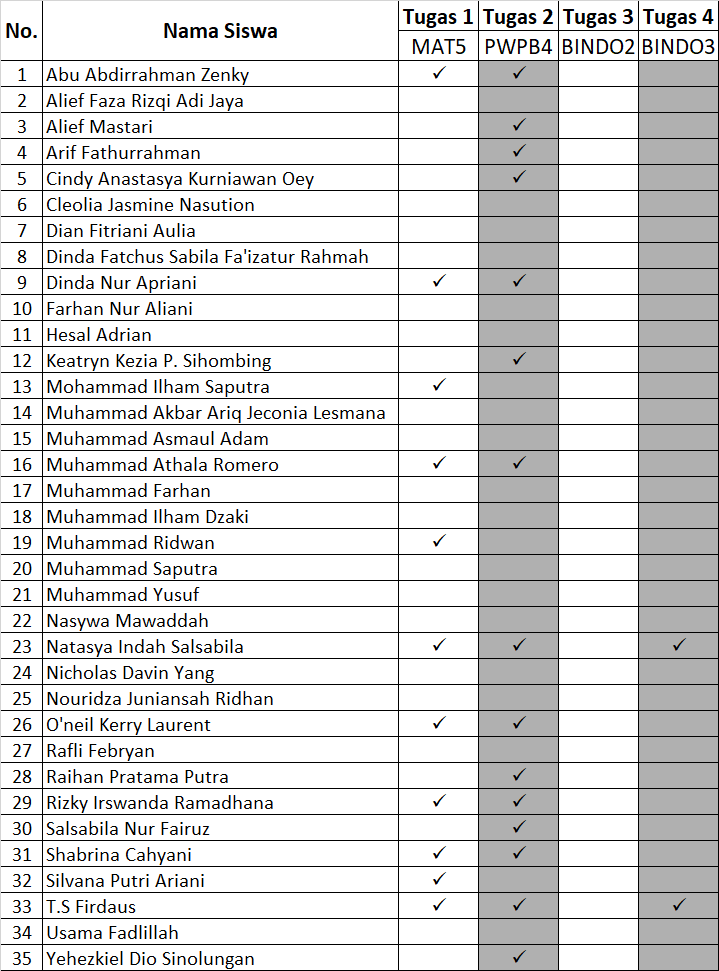 No. Nama Siswa Tugas 1 Tugas 2 Tugas 3 Tugas 4
MAT5 PWPB4 BINDO2 BINDO3
1 Abu Abdirrahman Zenky ✓ ✓
2 Alief Faza Rizqi Adi Jaya
3 Alief Mastari ✓
4 Arif Fathurrahman ✓
5 Cindy Anastasya Kurniawan Oey ✓
6 Cleolia Jasmine Nasution
7 Dian Fitriani Aulia
8 Dinda Fatchus Sabila Fa'izatur Rahmah
9 Dinda Nur Apriani ✓ ✓
10 Farhan Nur Aliani
11 Hesal Adrian
12 Keatryn Kezia P. Sihombing ✓
13 Mohammad Ilham Saputra ✓
14 Muhammad Akbar Ariq Jeconia Lesmana
15 Muhammad Asmaul Adam
16 Muhammad Athala Romero ✓ ✓
17 Muhammad Farhan
18 Muhammad Ilham Dzaki
19 Muhammad Ridwan ✓
20 Muhammad Saputra
21 Muhammad Yusuf
22 Nasywa Mawaddah
23 Natasya Indah Salsabila ✓ ✓ ✓
24 Nicholas Davin Yang
25 Nouridza Juniansah Ridhan
26 O'neil Kerry Laurent ✓ ✓
27 Rafli Febryan
28 Raihan Pratama Putra ✓
29 Rizky Irswanda Ramadhana ✓ ✓
30 Salsabila Nur Fairuz ✓
31 Shabrina Cahyani ✓ ✓
32 Silvana Putri Ariani ✓
33 T.S Firdaus ✓ ✓ ✓
34 Usama Fadlillah
35 Yehezkiel Dio Sinolungan ✓